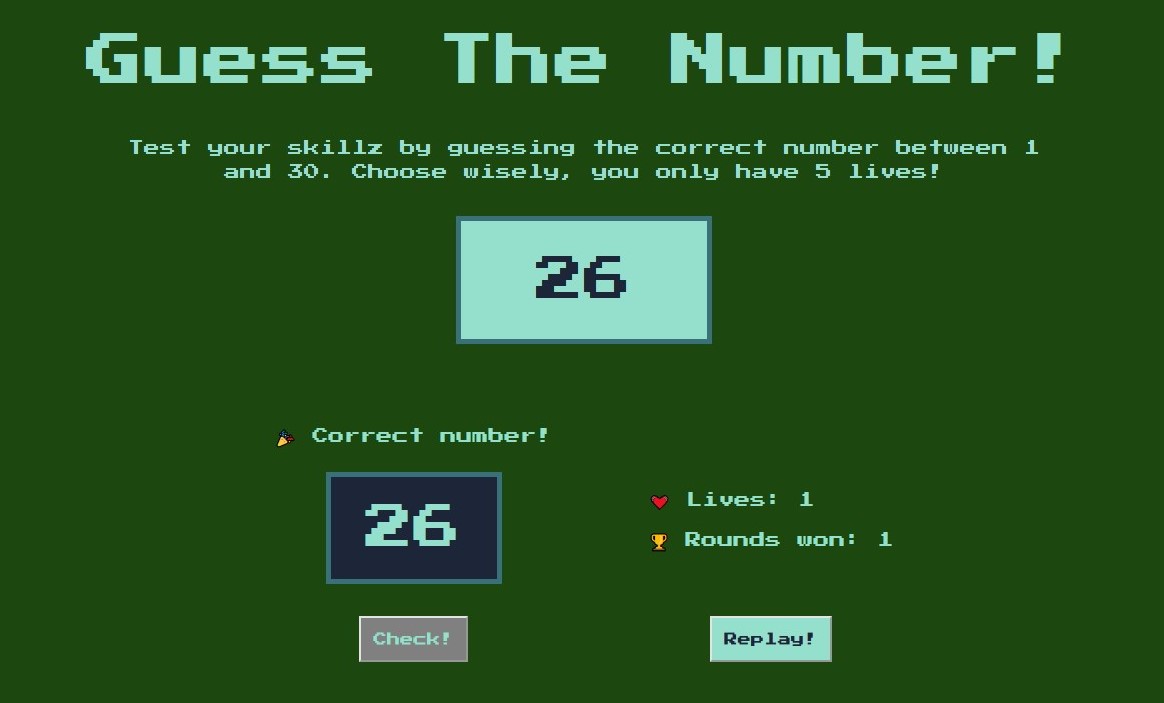 Guess The Number!
Test your skillz by guessing the correct number between 1
and 30. Choose wisely, you only have 5 lives!
26
🎉 Correct number!
26
❤️ Lives: 1
🏆 Rounds won: 1
Check!
Replay!